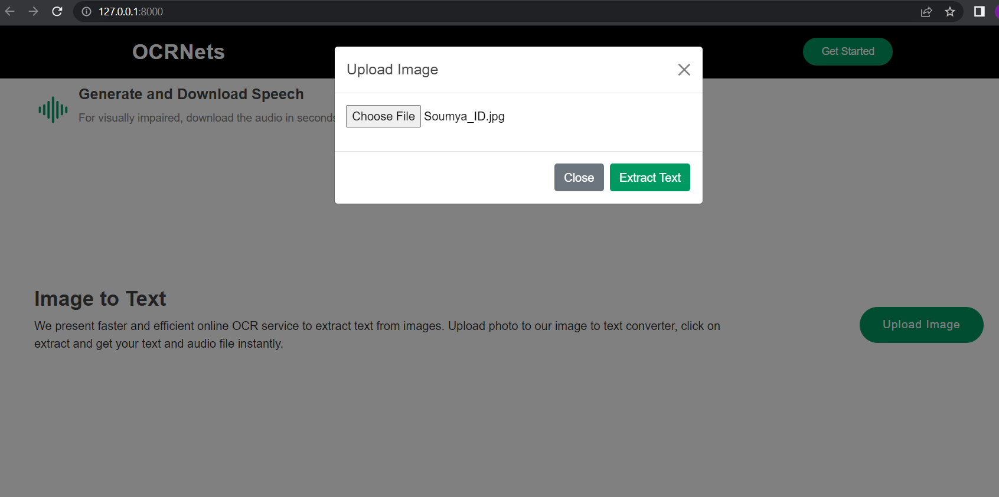 127.0.0.1:8000
OCRNets
Get Started
Upload Image
Generate and Download Speech
For visually impaired, download the audio in seconds
Choose File Soumya_ID.jpg
Close Extract Text
Image to Text
We present faster and efficient online OCR service to extract text from images. Upload photo to our image to text converter, click on
extract and get your text and audio file instantly.
Upload Image